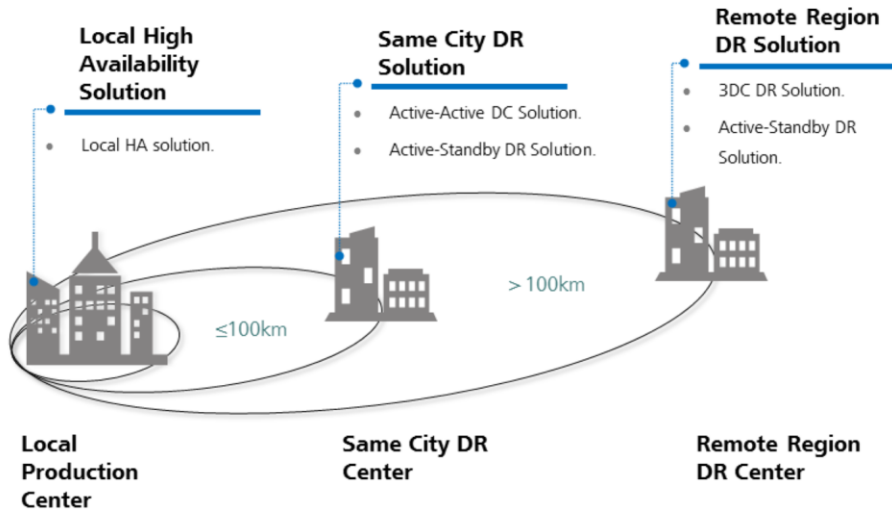 Local High
Availability
Solution
Local HA solution.
Same City DR
Solution
Active-Active DC Solution.
Active-Standby DR Solution.
Remote Region
DR Solution
3DC DR Solution.
Active-Standby DR
Solution.
≤100km
> 100km
Local
Production
Center
Same City DR
Center
Remote Region
DR Center